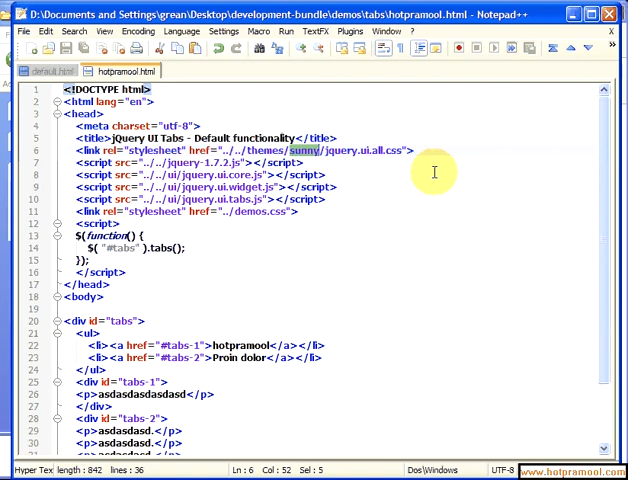 D:\Documents and Settings\grean\Desktop\development-bundle\demos\tabs\hotpramool.html - Notepad++
File Edit Search View Encoding Language Settings Macro Run TextFX Plugins Window ? X
default.html hotpramool.html
1 <!DOCTYPE html>
2 <html lang="en">
3 <head>
4 <meta charset="utf-8">
5 <title>jQuery UI Tabs - Default functionality</title>
6 <link rel="stylesheet" href="../../themes/sunny/jquery.ui.all.css">
7 <script src="../../jquery-1.7.2.js"></script>
8 <script src="../../ui/jquery.ui.core.js"></script>
9 <script src="../../ui/jquery.ui.widget.js"></script>
10 <script src="../../ui/jquery.ui.tabs.js"></script>
11 <link rel="stylesheet" href="../demos.css">
12 <script>
13 $(function() {
14 $( "#tabs" ).tabs();
15 });
16 </script>
17 </head>
18 <body>
19
20 <div id="tabs">
21 <ul>
22 <li><a href="#tabs-1">hotpramool</a></li>
23 <li><a href="#tabs-2">Proin dolor</a></li>
24 </ul>
25 <div id="tabs-1">
26 <p>asdasdasdasdasd</p>
27 </div>
28 <div id="tabs-2">
29 <p>asdasdasd.</p>
30 <p>asdasdasd.</p>
31 <p>asdasdasd.</p>
Hyper Text length : 842 lines : 36 Ln : 6 Col : 52 Sel : 5 Dos\Windows UTF-8
www.hotpramool.com